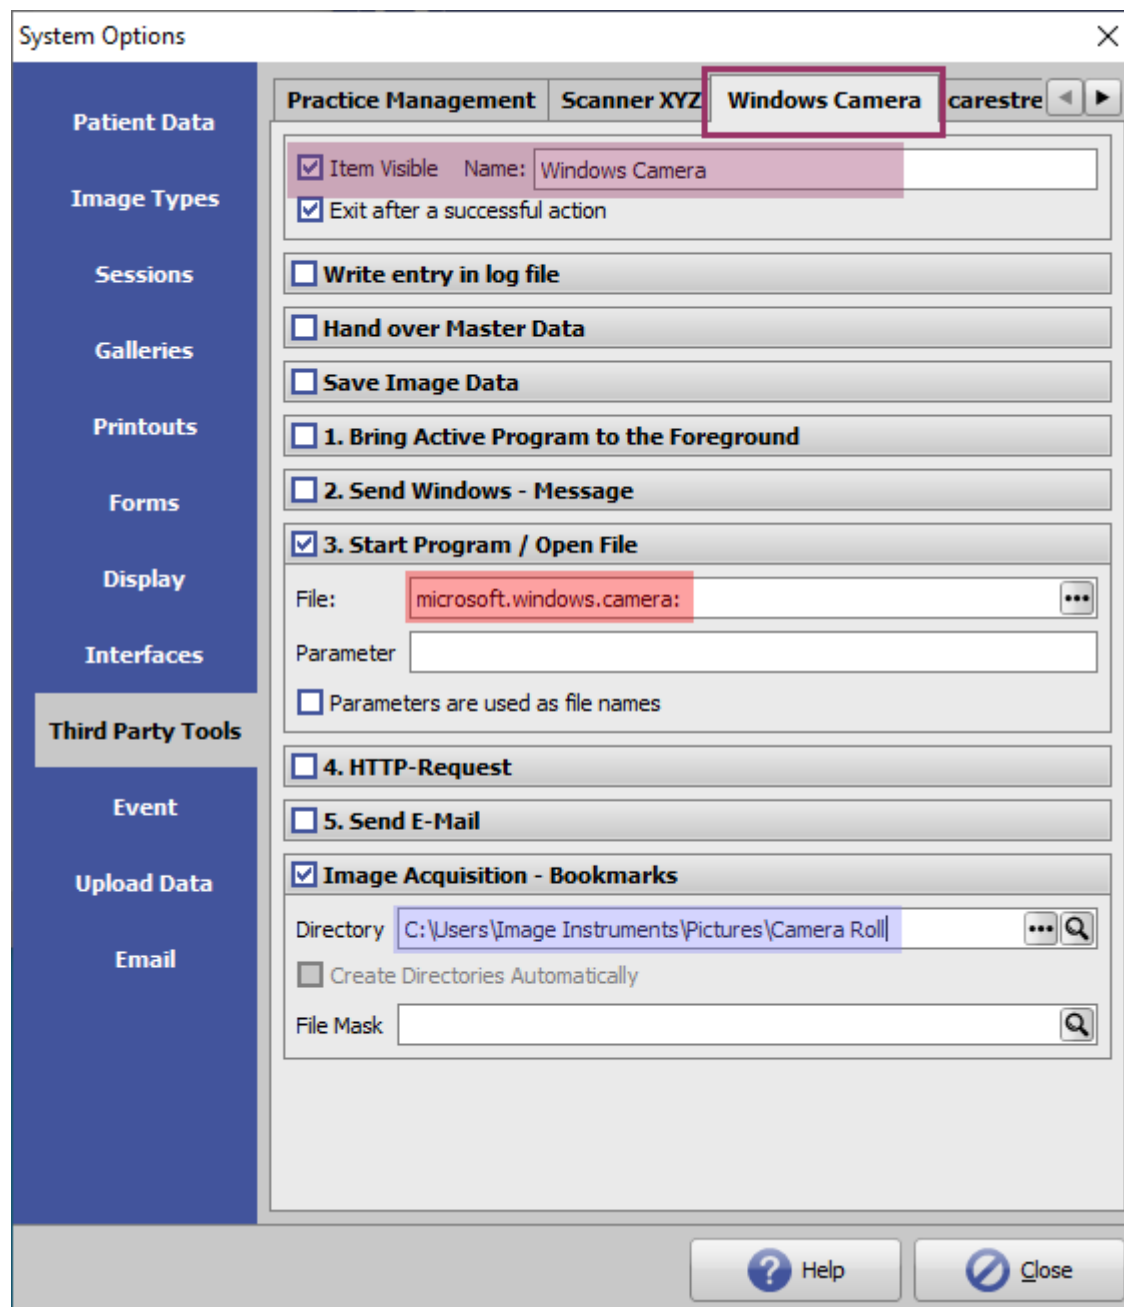 System Options
Patient Data
Image Types
Sessions
Galleries
Printouts
Forms
Display
Interfaces
Third Party Tools
Event
Upload Data
Email
Practice Management Scanner XYZ Windows Camera carestre
Item Visible Name: Windows Camera
Exit after a successful action
Write entry in log file
Hand over Master Data
Save Image Data
1. Bring Active Program to the Foreground
2. Send Windows - Message
3. Start Program / Open File
File: microsoft.windows.camera:
Parameter
Parameters are used as file names
4. HTTP-Request
5. Send E-Mail
Image Acquisition - Bookmarks
Directory C:\Users\Image Instruments\Pictures\Camera Roll
Create Directories Automatically
File Mask
Help Close